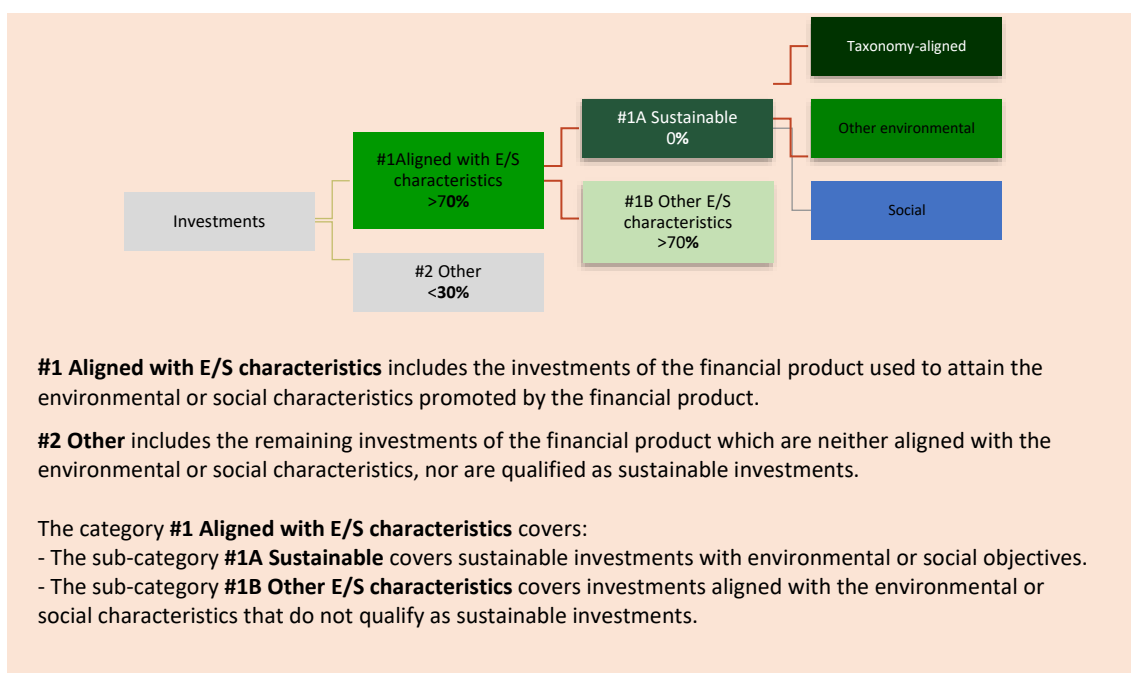 Taxonomy-aligned
#1A Sustainable
0%
Other environmental
#1Aligned with E/S
characteristics
>70%
#1B Other E/S
characteristics
>70%
Social
Investments
#2 Other
<30%
#1 Aligned with E/S characteristics includes the investments of the financial product used to attain the
environmental or social characteristics promoted by the financial product.
#2 Other includes the remaining investments of the financial product which are neither aligned with the
environmental or social characteristics, nor are qualified as sustainable investments.
The category #1 Aligned with E/S characteristics covers:
- The sub-category #1A Sustainable covers sustainable investments with environmental or social objectives.
- The sub-category #1B Other E/S characteristics covers investments aligned with the environmental or
social characteristics that do not qualify as sustainable investments.